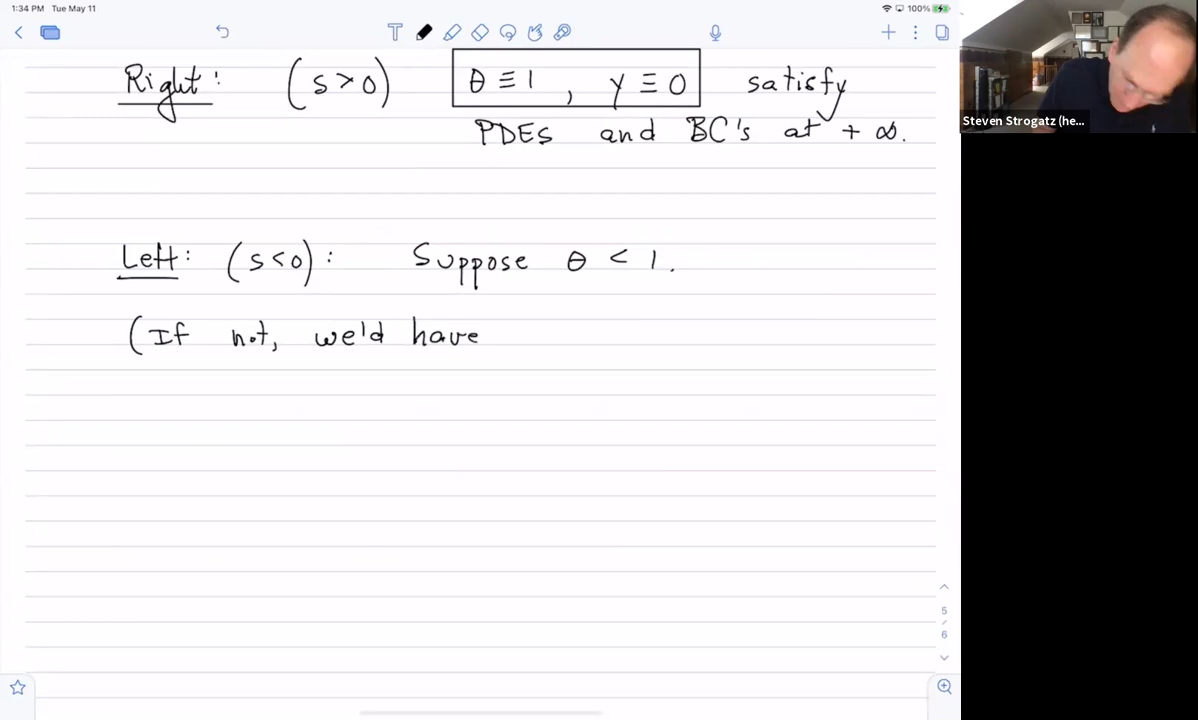 1:34 PM Tue May 11
100%
Right: (s > 0) θ ≡ 1 , y ≡ 0 satisfy
PDEs and BC's at + ∞.
Left: (s < 0) : Suppose θ < 1.
(If not, we'd have
5
/
6
Steven Strogatz (he...